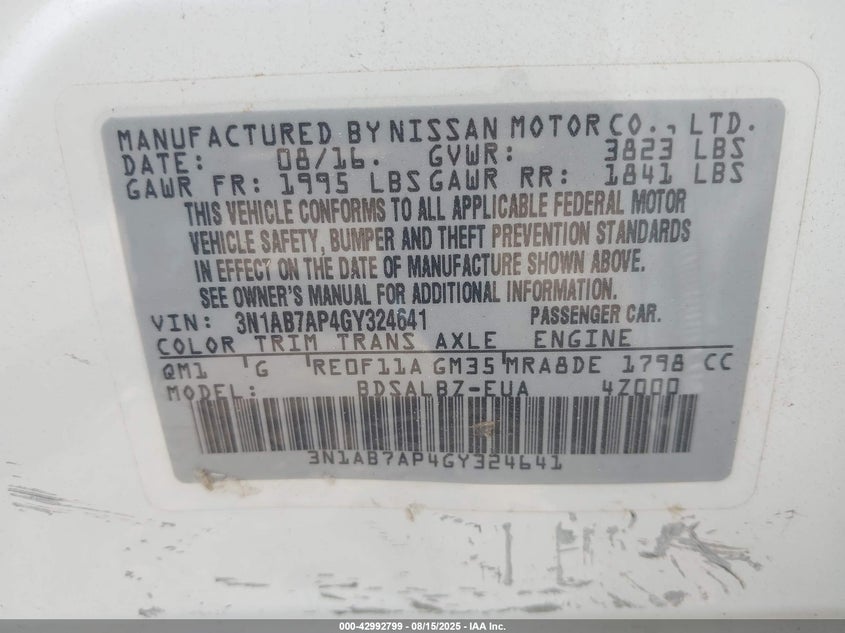 MANUFACTURED BY NISSAN MOTOR CO., LTD.
DATE: 08/16. GVWR: 3823 LBS
GAWR FR: 1995 LBS GAWR RR: 1841 LBS
THIS VEHICLE CONFORMS TO ALL APPLICABLE FEDERAL MOTOR
VEHICLE SAFETY, BUMPER AND THEFT PREVENTION STANDARDS
IN EFFECT ON THE DATE OF MANUFACTURE SHOWN ABOVE.
SEE OWNER'S MANUAL FOR ADDITIONAL INFORMATION.
VIN: 3N1AB7AP4GY324641 PASSENGER CAR.
COLOR TRIM TRANS AXLE ENGINE
QM1 G RE0F11A GM35 MRA8DE 1798 CC
MODEL: BDSALBZ-EUA 4Z000
3N1AB7AP4GY324641
000-42992799 - 08/15/2025 - IAA Inc.